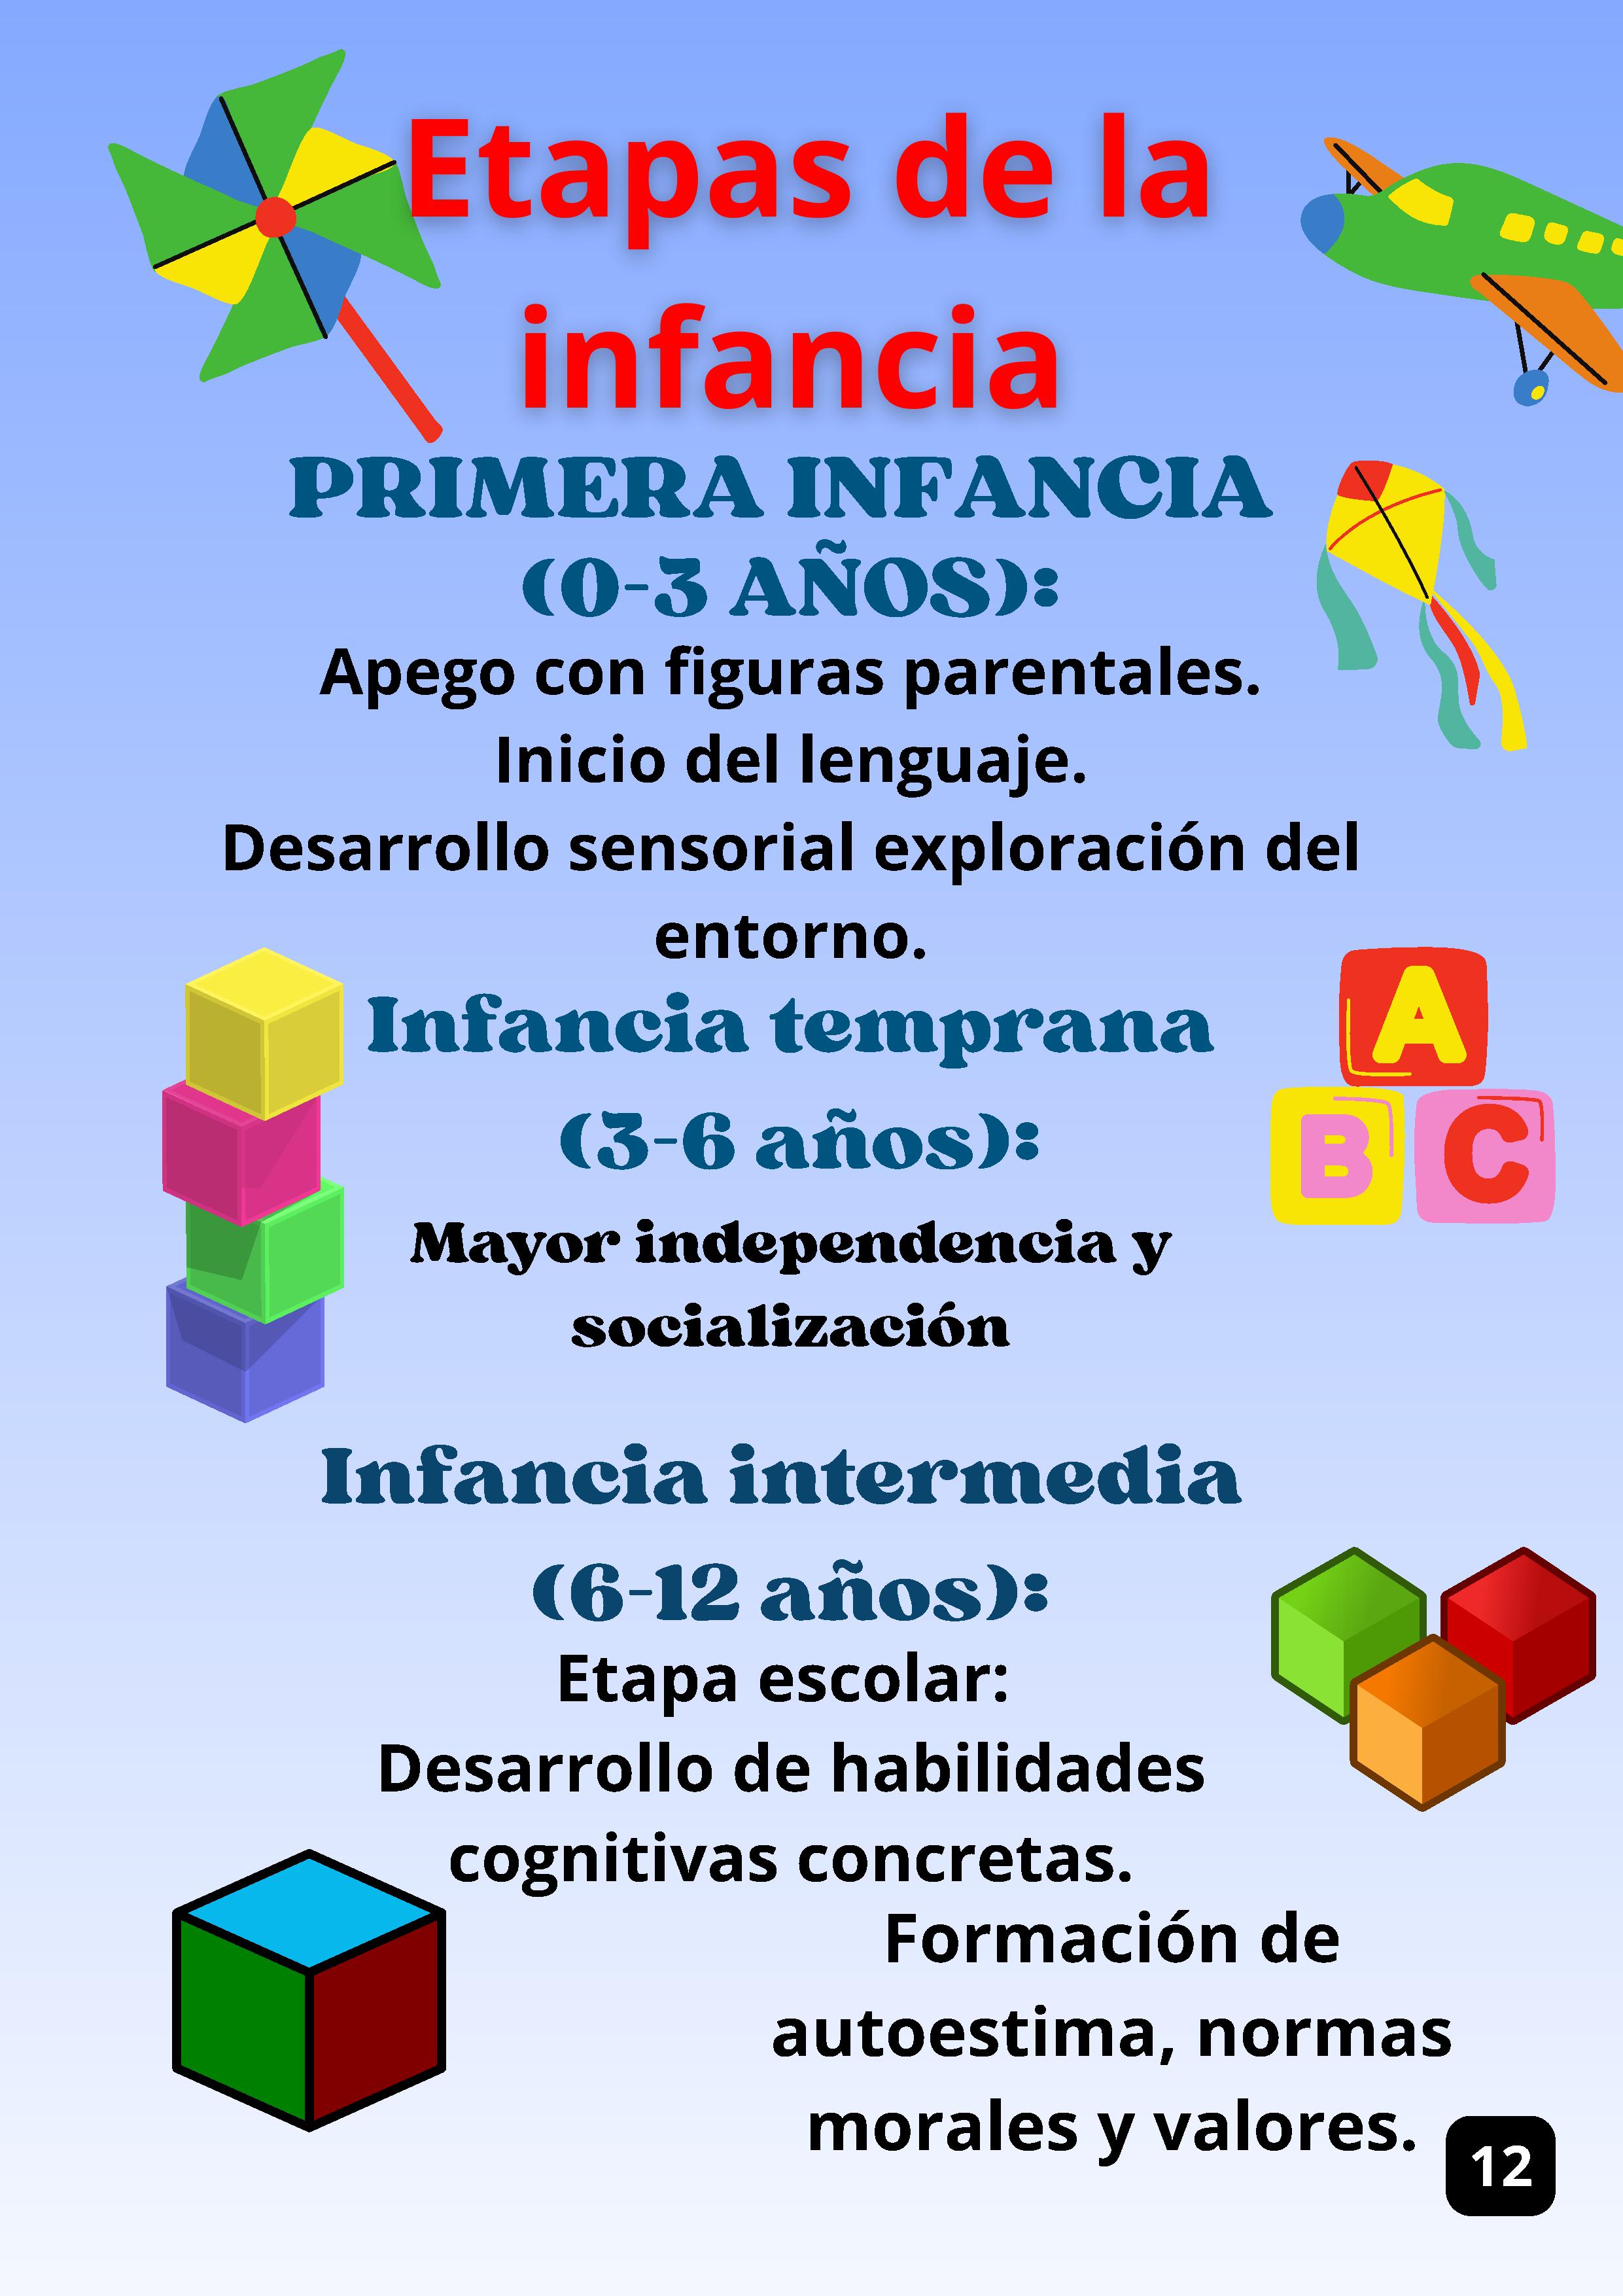 Etapas de la
infancia
PRIMERA INFANCIA
(0-3 AÑOS):
Apego con figuras parentales.
Inicio del lenguaje.
Desarrollo sensorial exploración del
entorno.
Infancia temprana
(3-6 años):
Mayor independencia y
socialización
A
B C
Infancia intermedia
(6-12 años):
Etapa escolar:
Desarrollo de habilidades
cognitivas concretas.
Formación de
autoestima, normas
morales y valores.
12